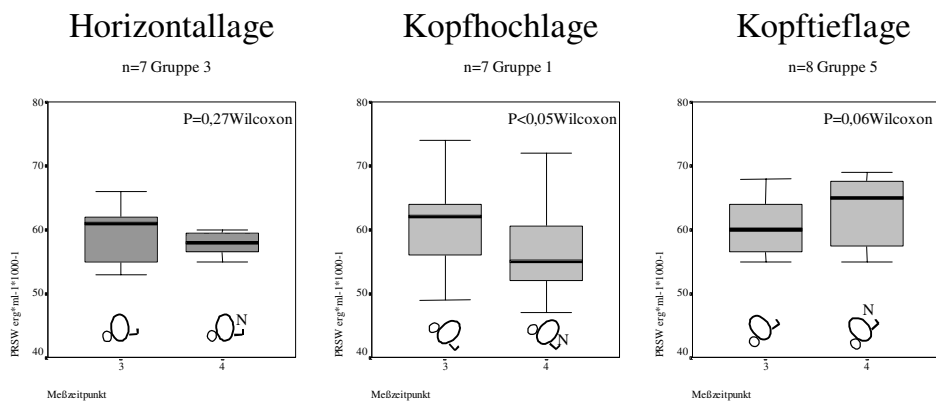 Horizontallage
n=7 Gruppe 3
P=0,27Wilcoxon
80
70
60
50
40
PRSW erg*ml-1*1000-1
N
3
4
Meßzeitpunkt
Kopfhochlage
n=7 Gruppe 1
P<0,05Wilcoxon
80
70
60
50
40
PRSW erg*ml-1*1000-1
N
3
4
Meßzeitpunkt
Kopftieflage
n=8 Gruppe 5
P=0,06Wilcoxon
80
70
60
50
40
PRSW erg*ml-1*1000-1
N
3
4
Meßzeitpunkt